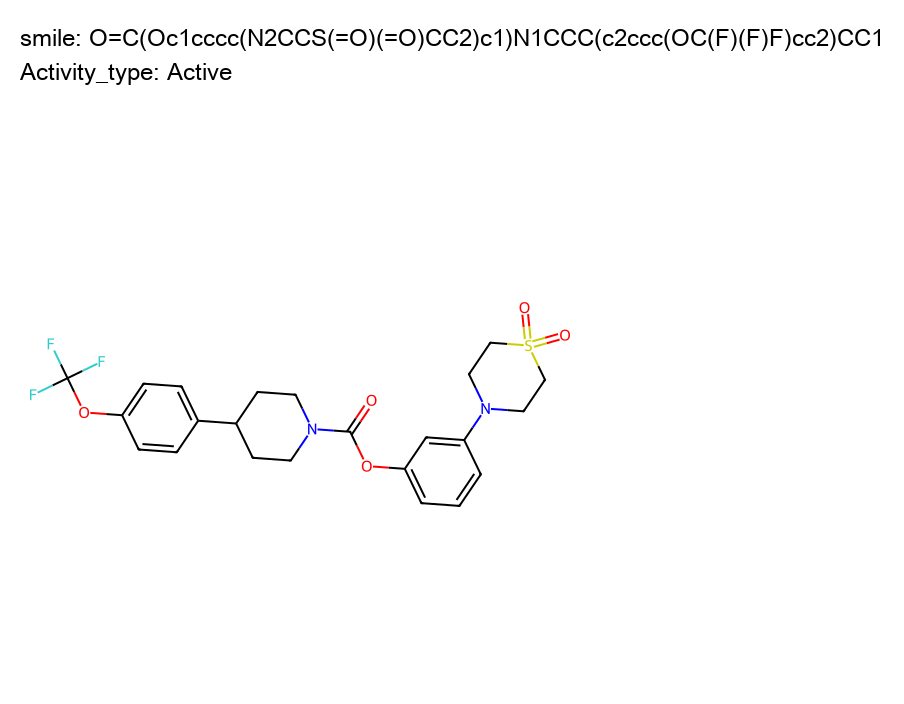 smile: O=C(Oc1cccc(N2CCS(=O)(=O)CC2)c1)N1CCC(c2ccc(OC(F)(F)F)cc2)CC1
Activity_type: Active
O
O
S
F
F
F
O
O
N
N
O